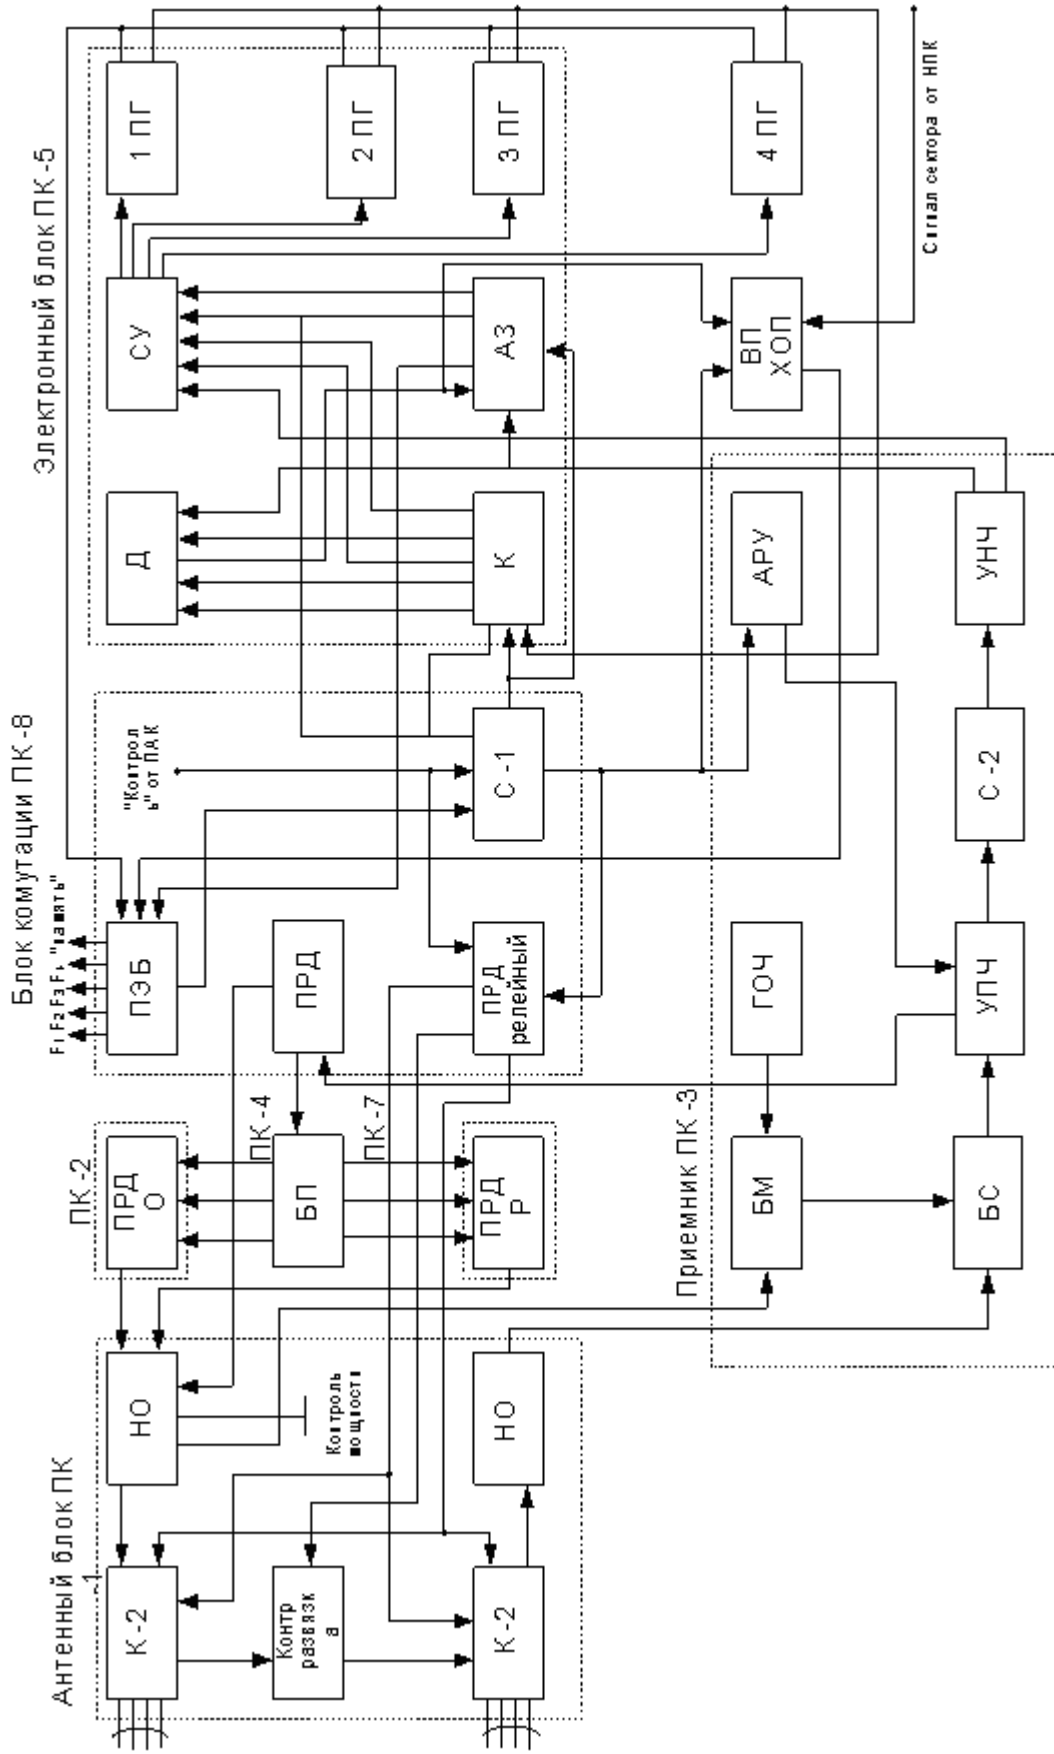 Антенный блок ПК
-1
К-2
НО
Контр
развязк
а
К-2
НО
Контроль
мощности
ПК-2
ПРД
О
ПК-4
БП
ПК-7
ПРД
Р
Блок комутации ПК-8
F1 F2 F3 Fi "память"
ПЭБ
ПРД
ПРД
релейный
"Контрол
ь" от ПАК
С-1
Электронный блок ПК-5
Д
К
СУ
АЗ
1 ПГ
2 ПГ
3 ПГ
4 ПГ
ВП
ХОП
Сигнал сектора от НПК
Приемник ПК-3
БМ
ГОЧ
АРУ
БС
УПЧ
С-2
УНЧ